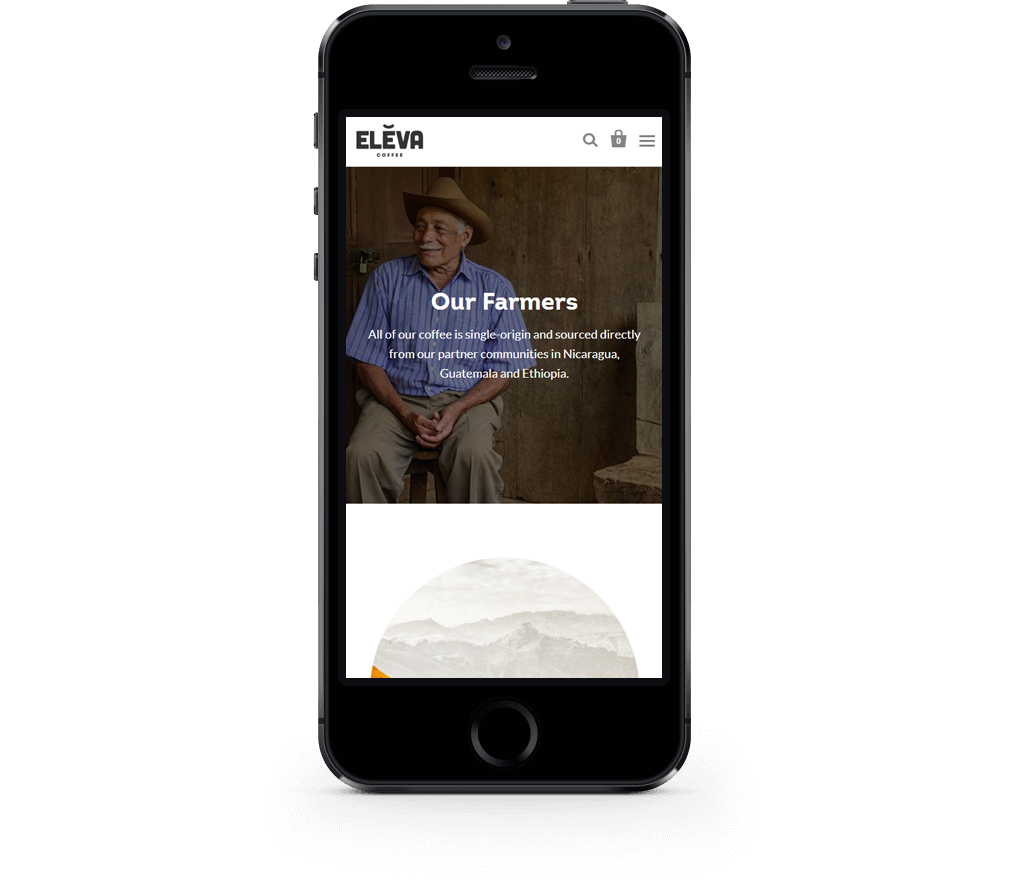 ELĒVA
COFFEE
0
Our Farmers
All of our coffee is single-origin and sourced directly
from our partner communities in Nicaragua,
Guatemala and Ethiopia.